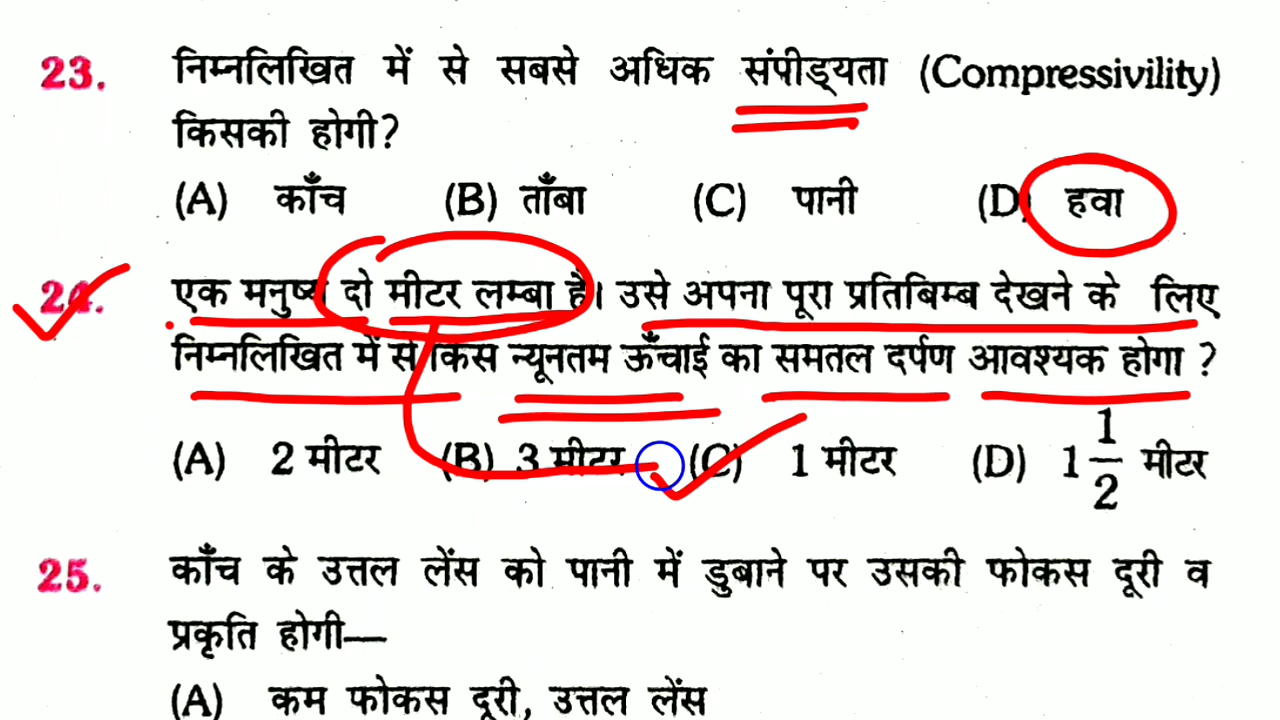 23. निम्नलिखित में से सबसे अधिक संपीड्यता (Compressivility)
किसकी होगी?
(A) काँच (B) ताँबा (C) पानी (D) हवा
24. एक मनुष्य दो मीटर लम्बा है। उसे अपना पूरा प्रतिबिम्ब देखने के लिए
निम्नलिखित में से किस न्यूनतम ऊँचाई का समतल दर्पण आवश्यक होगा ?
(A) 2 मीटर (B) 3 मीटर (C) 1 मीटर (D) 1 1/2 मीटर
25. काँच के उत्तल लेंस को पानी में डुबाने पर उसकी फोकस दूरी व
प्रकृति होगी—
(A) कम फोकस दूरी, उत्तल लेंस